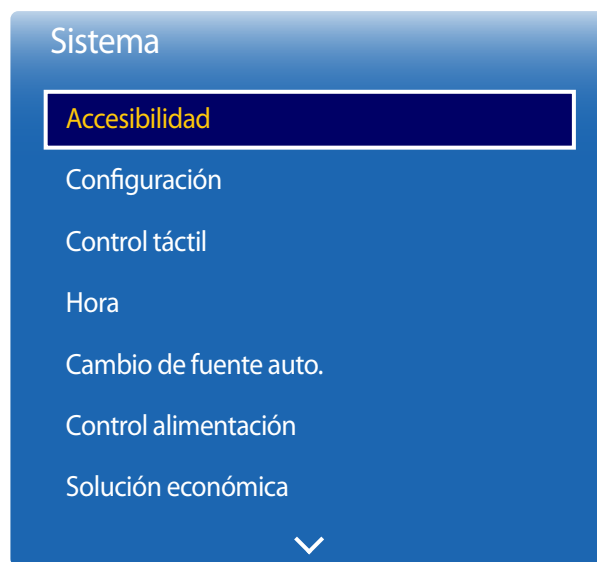 Sistema
Accesibilidad
Configuración
Control táctil
Hora
Cambio de fuente auto.
Control alimentación
Solución económica